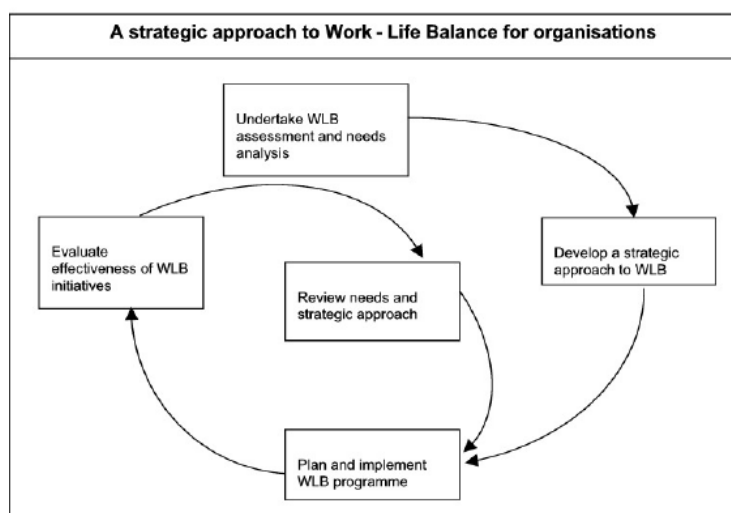 A strategic approach to Work - Life Balance for organisations
Undertake WLB
assessment and needs
analysis
Evaluate
effectiveness of WLB
initiatives
Develop a strategic
approach to WLB
Review needs and
strategic approach
Plan and implement
WLB programme